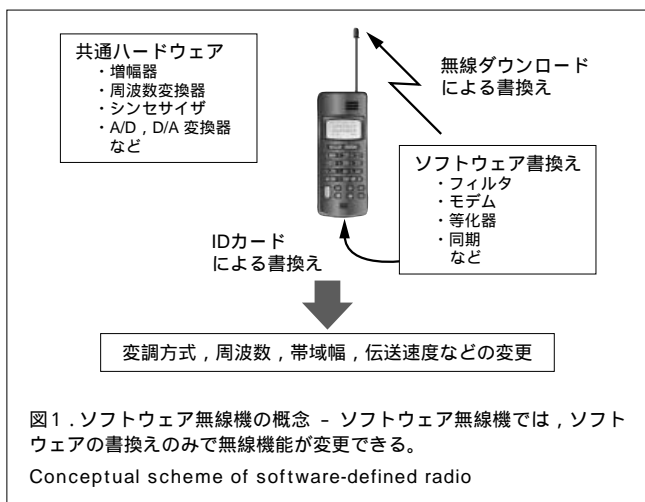 共通ハードウェア
・増幅器
・周波数変換器
・シンセサイザ
・A/D , D/A 変換器
など
無線ダウンロード
による書換え
ソフトウェア書換え
・フィルタ
・モデム
・等化器
・同期
など
IDカード
による書換え
変調方式 , 周波数 , 帯域幅 , 伝送速度などの変更
図1 . ソフトウェア無線機の概念 － ソフトウェア無線機では , ソフト
ウェアの書換えのみで無線機能が変更できる。
Conceptual scheme of software-defined radio